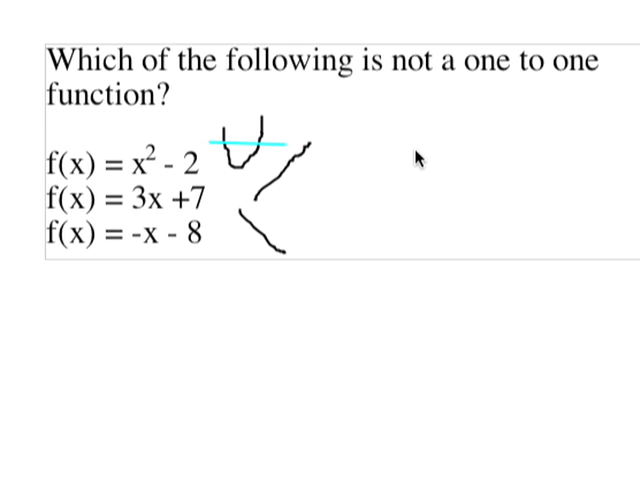 Which of the following is not a one to one
function?
f(x) = x² - 2
f(x) = 3x +7
f(x) = -x - 8